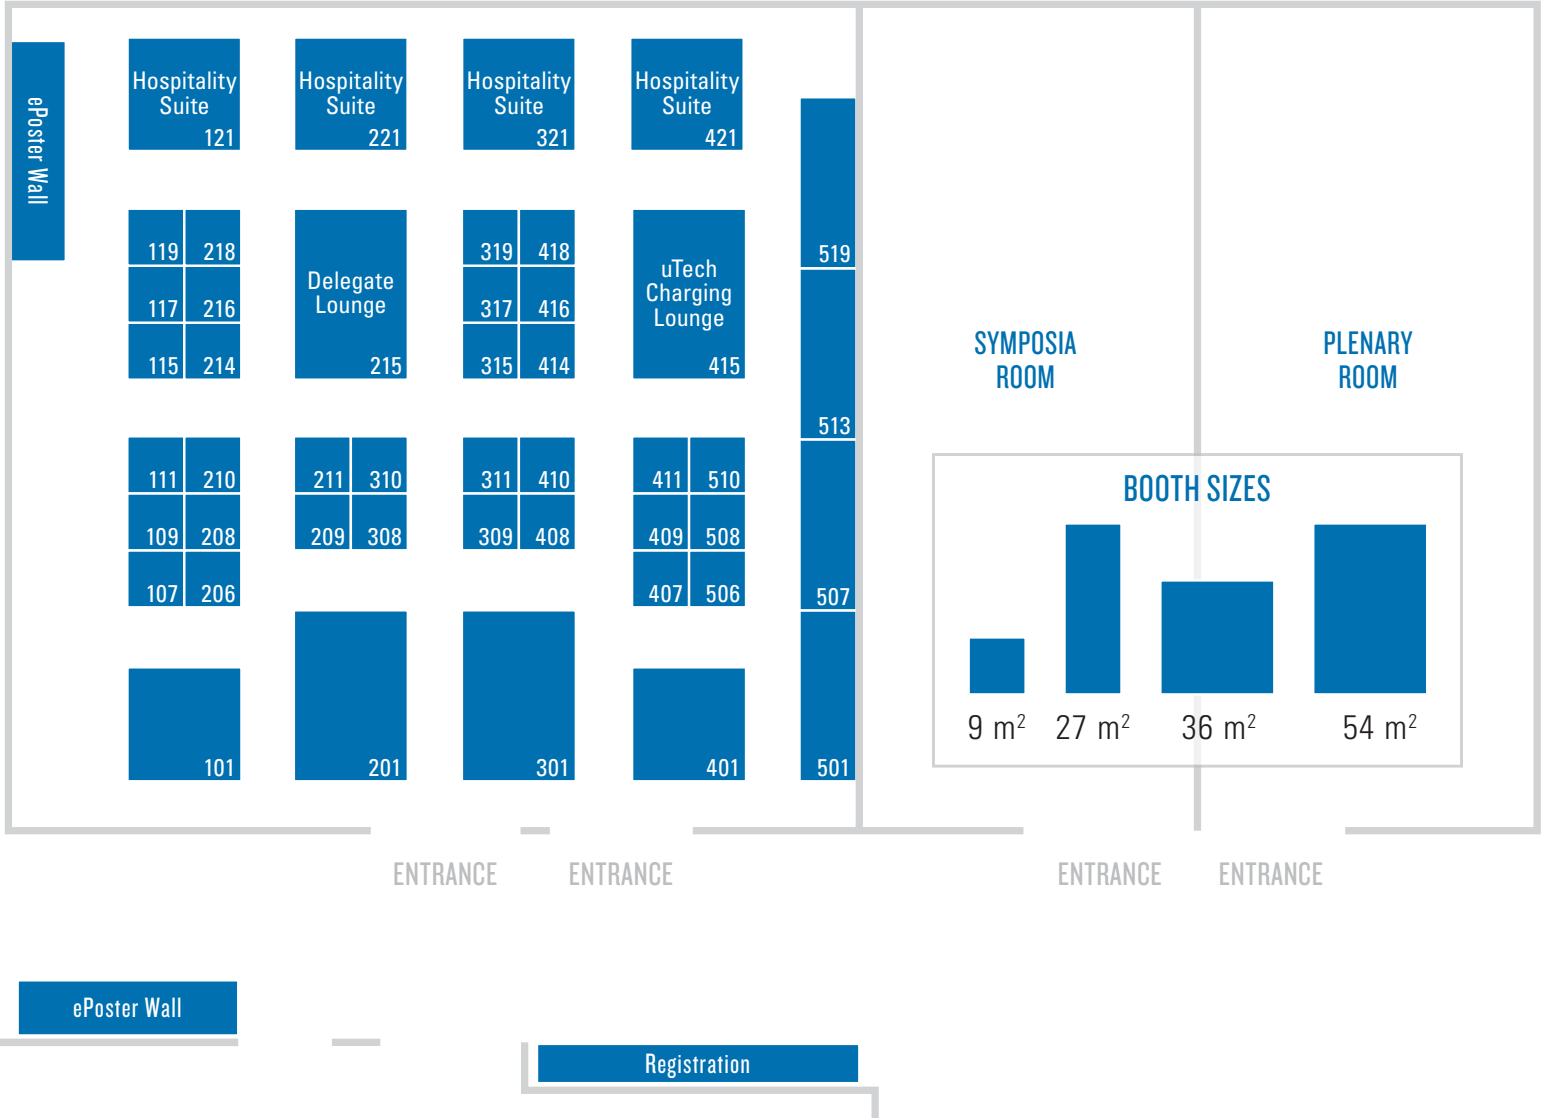 ePoster Wall
Hospitality
Suite
121
Hospitality
Suite
221
Hospitality
Suite
321
Hospitality
Suite
421
119 218
117 216
115 214
Delegate
Lounge
215
319 418
317 416
315 414
uTech
Charging
Lounge
415
519
513
507
501
111 210
109 208
107 206
211 310
209 308
311 410
309 408
411 510
409 508
407 506
101
201
301
401
SYMPOSIA
ROOM
PLENARY
ROOM
BOOTH SIZES
9 m²
27 m²
36 m²
54 m²
ENTRANCE
ENTRANCE
ENTRANCE
ENTRANCE
ePoster Wall
Registration